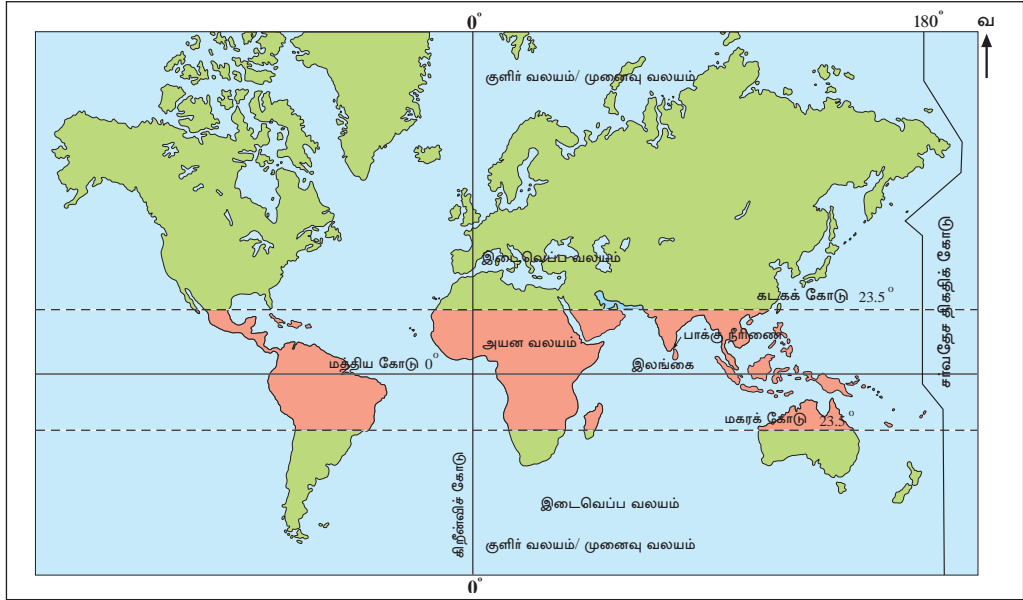 0°
180°
வ
குளிர் வலயம்/ முனைவு வலயம்
இடைவெப்ப வலயம்
கடகக் கோடு 23.5°
அயன வலயம்
பாக்கு நீரிணை
மத்திய கோடு 0°
இலங்கை
சர்வதேச திகதிக் கோடு
மகரக் கோடு 23.5°
கிறீன்விச் கோடு
இடைவெப்ப வலயம்
குளிர் வலயம்/ முனைவு வலயம்
0°